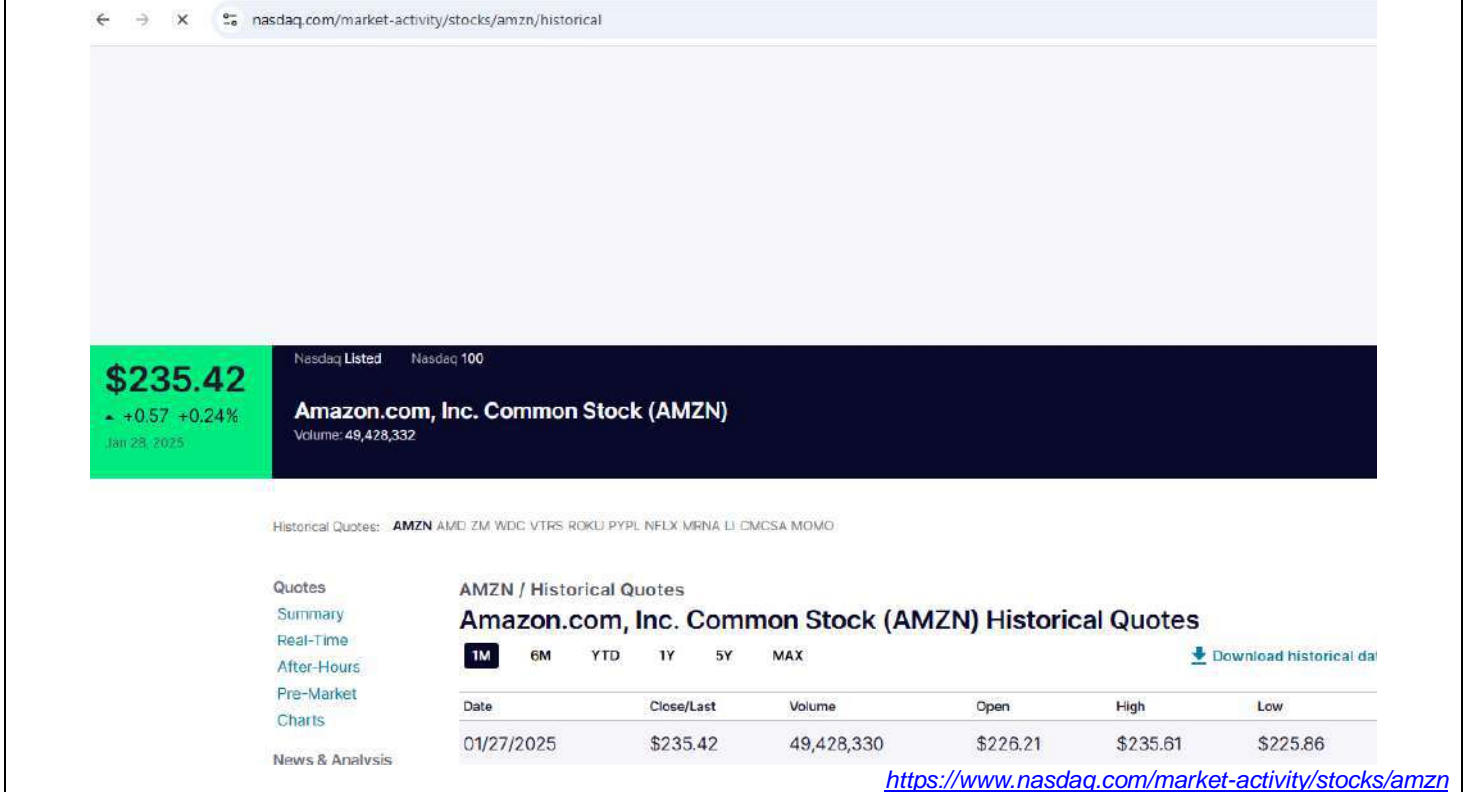 nasdaq.com/market-activity/stocks/amzn/historical
$235.42
+0.57 +0.24%
Jan 28, 2025
Nasdaq Listed Nasdaq 100
Amazon.com, Inc. Common Stock (AMZN)
Volume: 49,428,332
Historical Quotes: AMZN AMD ZM WDC VTRS ROKU PYPL NFLX MRNA LI CMCSA MOMO
Quotes
Summary
Real-Time
After-Hours
Pre-Market
Charts
News & Analysis
AMZN / Historical Quotes
Amazon.com, Inc. Common Stock (AMZN) Historical Quotes
1M 6M YTD 1Y 5Y MAX
Download historical dat
Date Close/Last Volume Open High Low
01/27/2025 $235.42 49,428,330 $226.21 $235.61 $225.86
https://www.nasdaq.com/market-activity/stocks/amzn